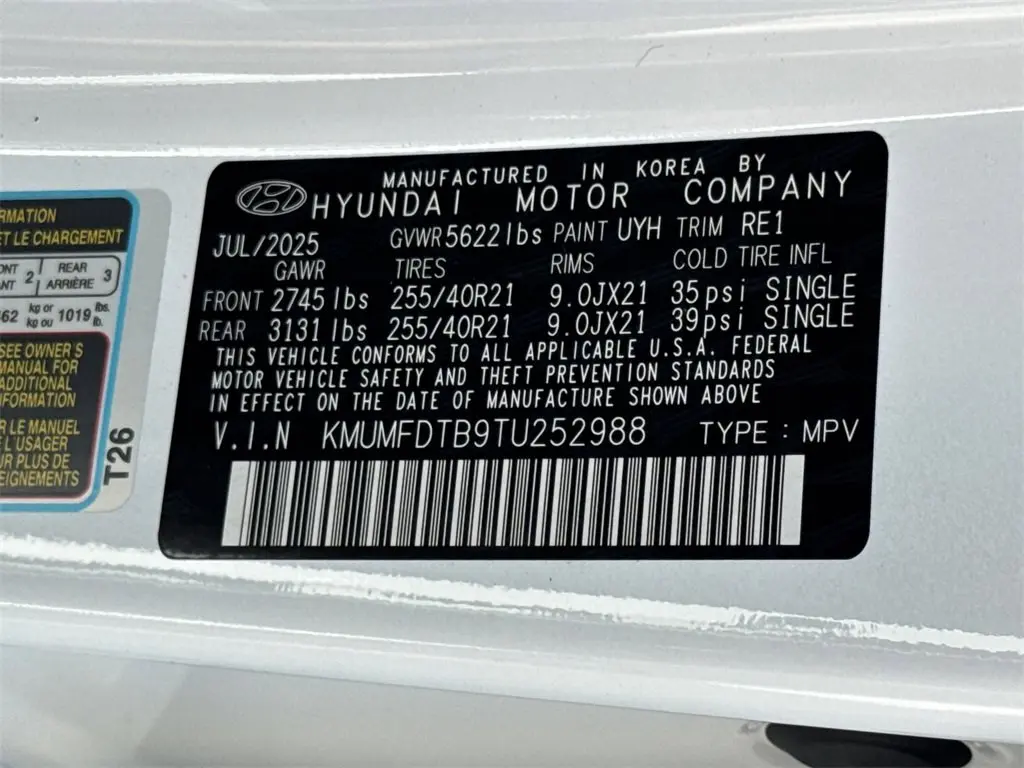 MANUFACTURED IN KOREA BY
HYUNDAI MOTOR COMPANY
JUL/2025 GVWR 5622lbs PAINT UYH TRIM RE1
GAWR TIRES RIMS COLD TIRE INFL
FRONT 2745lbs 255/40R21 9.0JX21 35psi SINGLE
REAR 3131lbs 255/40R21 9.0JX21 39psi SINGLE
THIS VEHICLE CONFORMS TO ALL APPLICABLE U.S.A. FEDERAL
MOTOR VEHICLE SAFETY AND THEFT PREVENTION STANDARDS
IN EFFECT ON THE DATE OF MANUFACTURE SHOWN ABOVE
V.I.N KMUMFDTB9TU252988 TYPE : MPV
ET LE CHARGEMENT
2 REAR 3
ARRIÈRE
kg or 1019 lbs.
kg ou lb.
SEE OWNER'S
MANUAL FOR
ADDITIONAL
LE MANUEL
L'USAGER
PLUS DE
T26